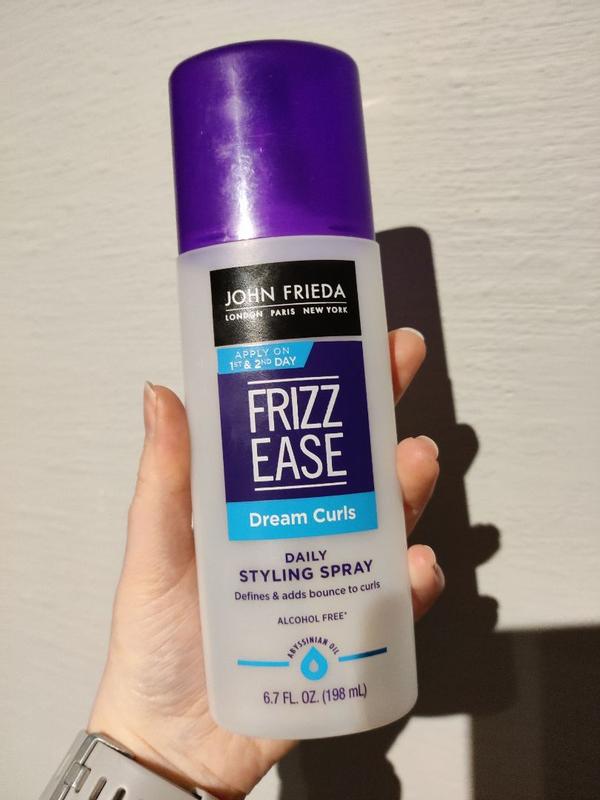 JOHN FRIEDA
LONDON PARIS NEW YORK
APPLY ON
1ST & 2ND DAY
FRIZZ
EASE
Dream Curls
DAILY
STYLING SPRAY
Defines & adds bounce to curls
ALCOHOL FREE*
ABYSSINIAN OIL
6.7 FL. OZ. (198 mL)